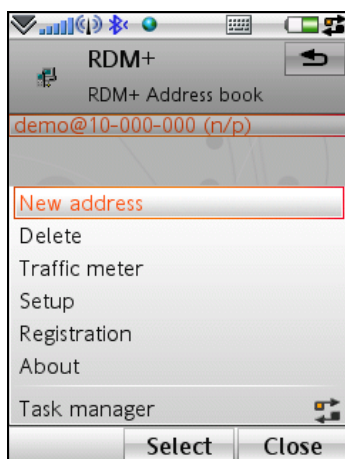 RDM+
RDM+ Address book
demo@10-000-000 (n/p)
New address
Delete
Traffic meter
Setup
Registration
About
Task manager
Select Close